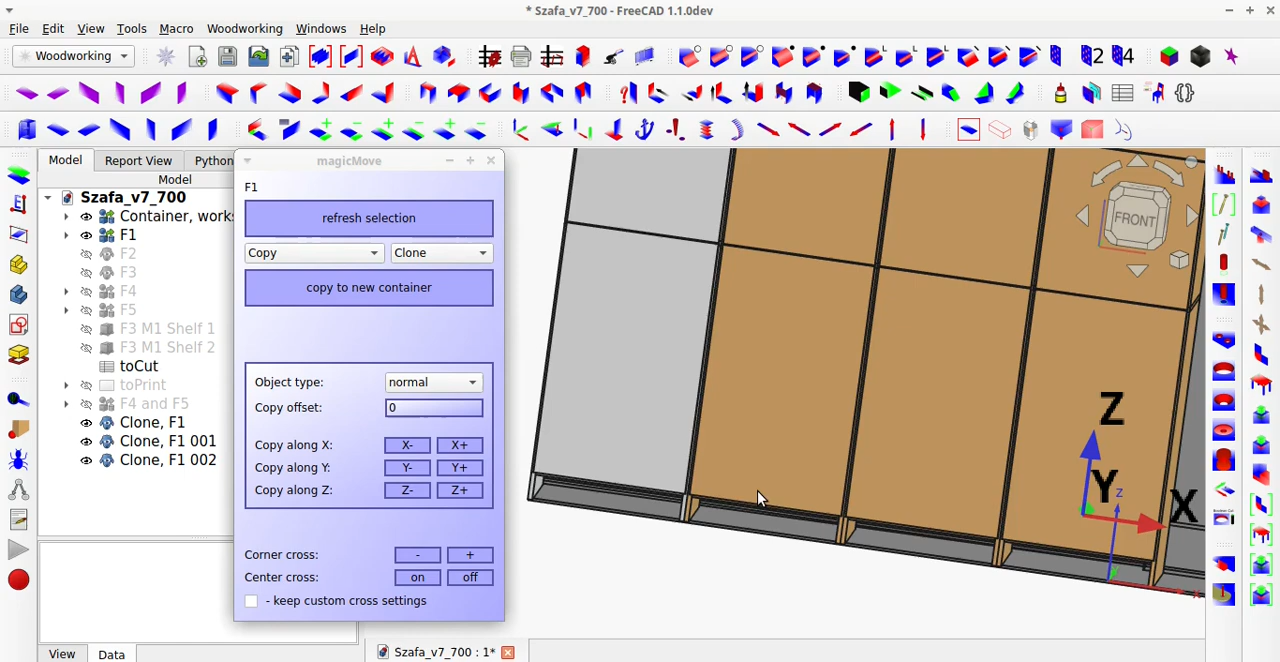 * Szafa_v7_700 - FreeCAD 1.1.0dev
File Edit View Tools Macro Woodworking Windows Help
Woodworking
2 4
Model Report View Python
magicMove
Model
Szafa_v7_700
Container, works
F1
F2
F3
F4
F5
F3 M1 Shelf 1
F3 M1 Shelf 2
toCut
toPrint
F4 and F5
Clone, F1
Clone, F1 001
Clone, F1 002
View Data
F1
refresh selection
Copy Clone
copy to new container
Object type: normal
Copy offset: 0
Copy along X: X- X+
Copy along Y: Y- Y+
Copy along Z: Z- Z+
Corner cross: - +
Center cross: on off
- keep custom cross settings
FRONT
Z
Y
X
z
x
Szafa_v7_700 : 1*